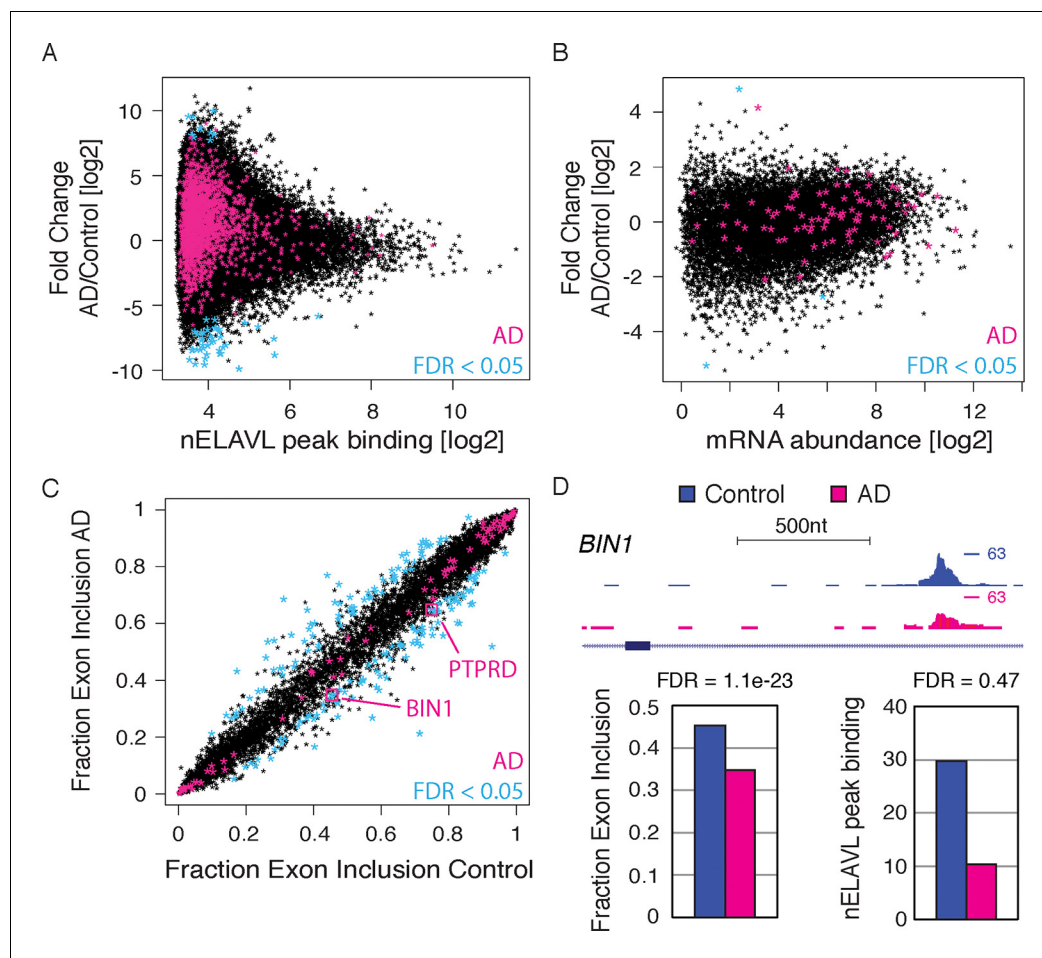 A
Fold Change
AD/Control [log2]
10
5
0
-5
-10
4
6
8
10
nELAVL peak binding [log2]
AD
FDR < 0.05
B
Fold Change
AD/Control [log2]
4
2
0
-2
-4
0
4
8
12
mRNA abundance [log2]
AD
FDR < 0.05
C
Fraction Exon Inclusion AD
1
0.8
0.6
0.4
0.2
0
0
0.2
0.4
0.6
0.8
1
Fraction Exon Inclusion Control
PTPRD
BIN1
AD
FDR < 0.05
D
Control
AD
500nt
BIN1
63
63
FDR = 1.1e-23
Fraction Exon Inclusion
0.5
0.4
0.3
0.2
0.1
0
FDR = 0.47
nELAVL peak binding
40
30
20
10
0